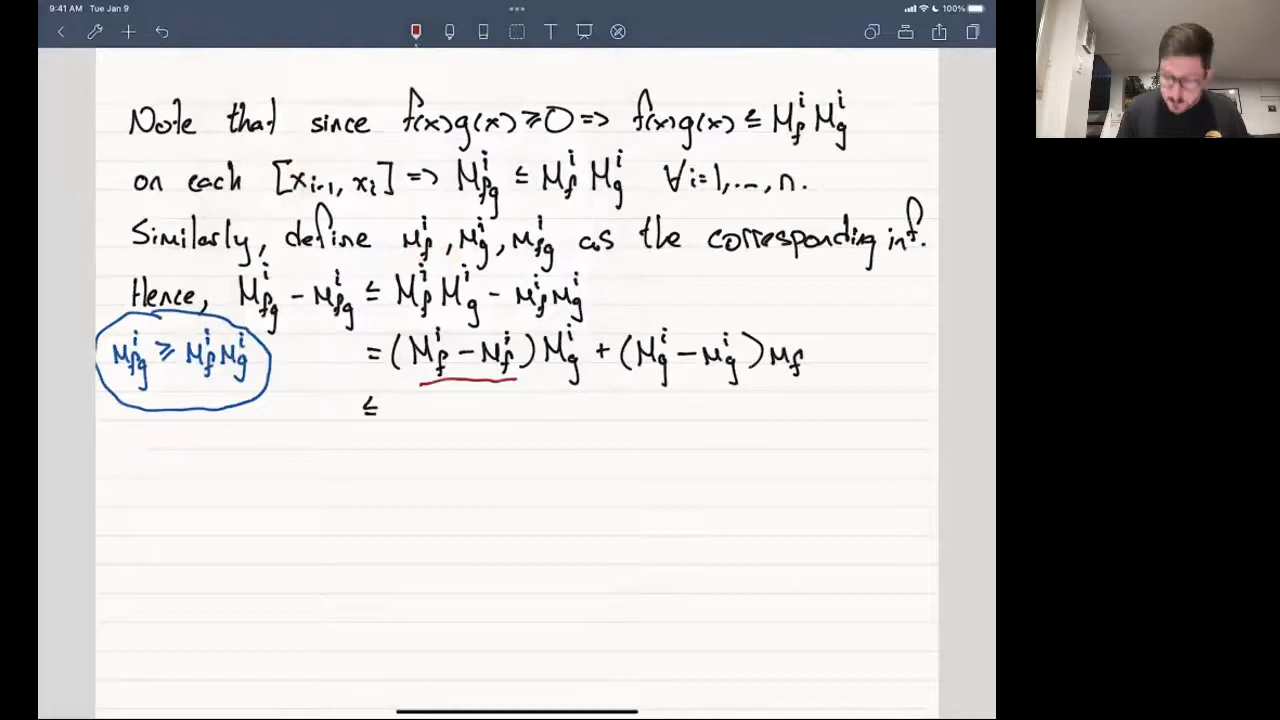 9:41 AM Tue Jan 9
100%
Note that since f(x)g(x) ≥ 0 => f(x)g(x) ≤ M_f^i M_g^i
on each [x_{i-1}, x_i] => M_{fg}^i ≤ M_f^i M_g^i ∀i=1,...,n.
Similarly, define m_f^i, m_g^i, m_{fg}^i as the corresponding inf.
Hence, M_{fg}^i - m_{fg}^i ≤ M_f^i M_g^i - m_f^i m_g^i
m_{fg}^i ≥ m_f^i m_g^i
= (M_f^i - m_f^i) M_g^i + (M_g^i - m_g^i) m_f
≤